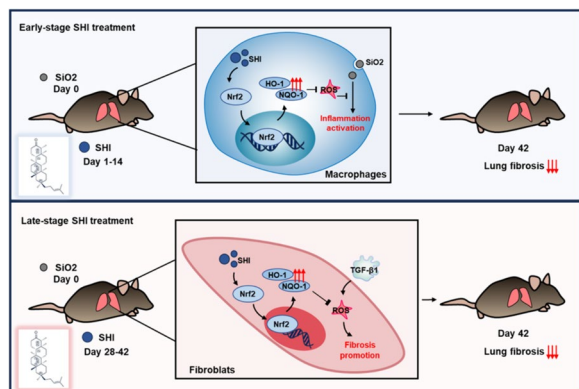 Early-stage SHI treatment
SiO2
Day 0
SHI
Day 1-14
SHI
Nrf2
Nrf2
HO-1
NQO-1
ROS
SiO2
Inflammation
activation
Macrophages
Day 42
Lung fibrosis
Late-stage SHI treatment
SiO2
Day 0
SHI
Day 28-42
SHI
Nrf2
Nrf2
HO-1
NQO-1
TGF-β1
ROS
Fibrosis
promotion
Fibroblats
Day 42
Lung fibrosis